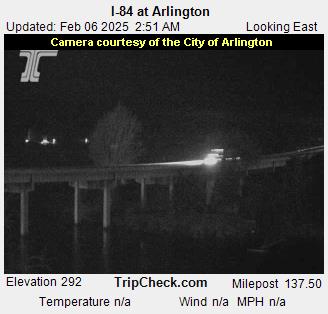 I-84 at Arlington
Updated: Feb 06 2025 2:51 AM Looking East
Camera courtesy of the City of Arlington
Elevation 292 TripCheck.com Milepost 137.50
Temperature n/a Wind n/a MPH n/a